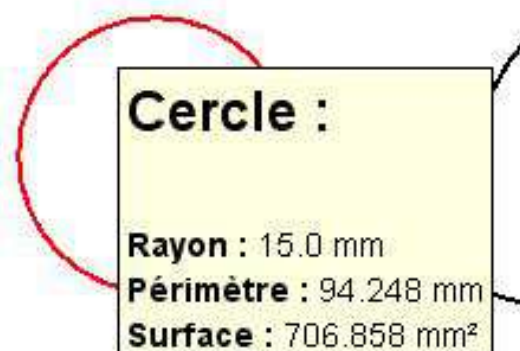 Cercle :
Rayon : 15.0 mm
Périmètre : 94.248 mm
Surface : 706.858 mm²